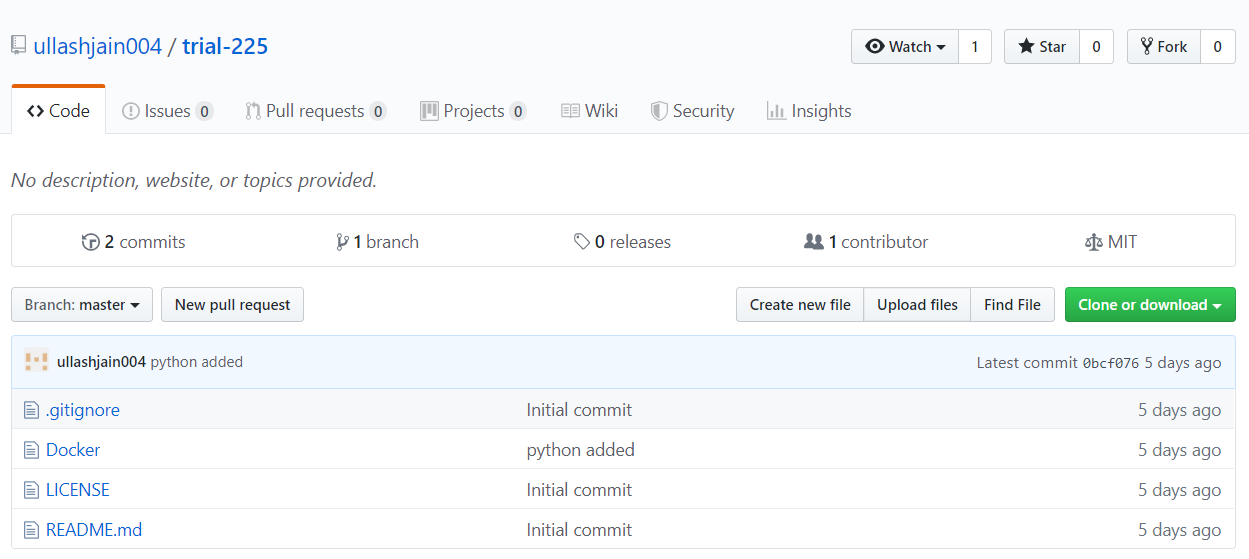 ullashjain004 / trial-225
Watch 1 Star 0 Fork 0
Code Issues 0 Pull requests 0 Projects 0 Wiki Security Insights
No description, website, or topics provided.
2 commits 1 branch 0 releases 1 contributor MIT
Branch: master New pull request Create new file Upload files Find File Clone or download
ullashjain004 python added Latest commit 0bcf076 5 days ago
.gitignore Initial commit 5 days ago
Docker python added 5 days ago
LICENSE Initial commit 5 days ago
README.md Initial commit 5 days ago